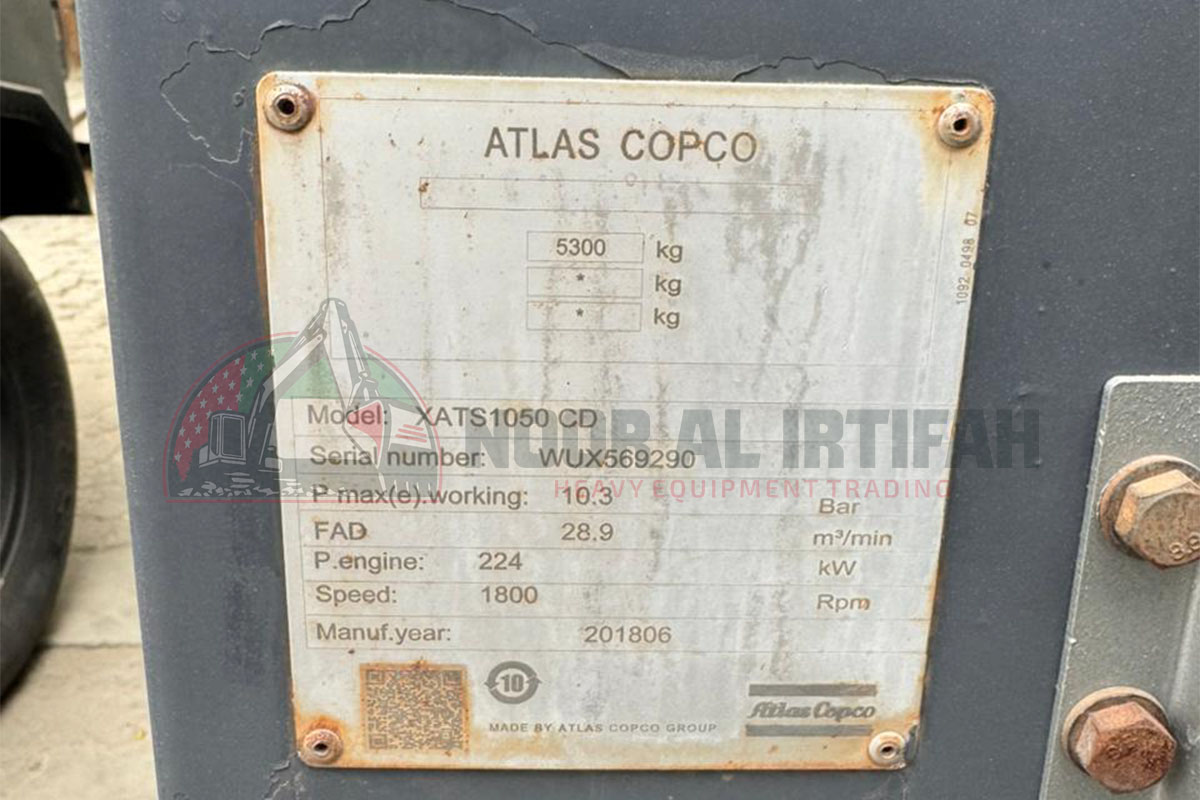 ATLAS COPCO
5300 kg
* kg
* kg
1092 0498 07
Model: XATS1050 CD
NOOR AL IRTIFAH
Serial number: WUX569290
HEAVY EQUIPMENT TRADING
P max(e).working: 10.3 Bar
FAD 28.9 m³/min
P.engine: 224 kW
Speed: 1800 Rpm
Manuf.year: 201806
10
Atlas Copco
MADE BY ATLAS COPCO GROUP